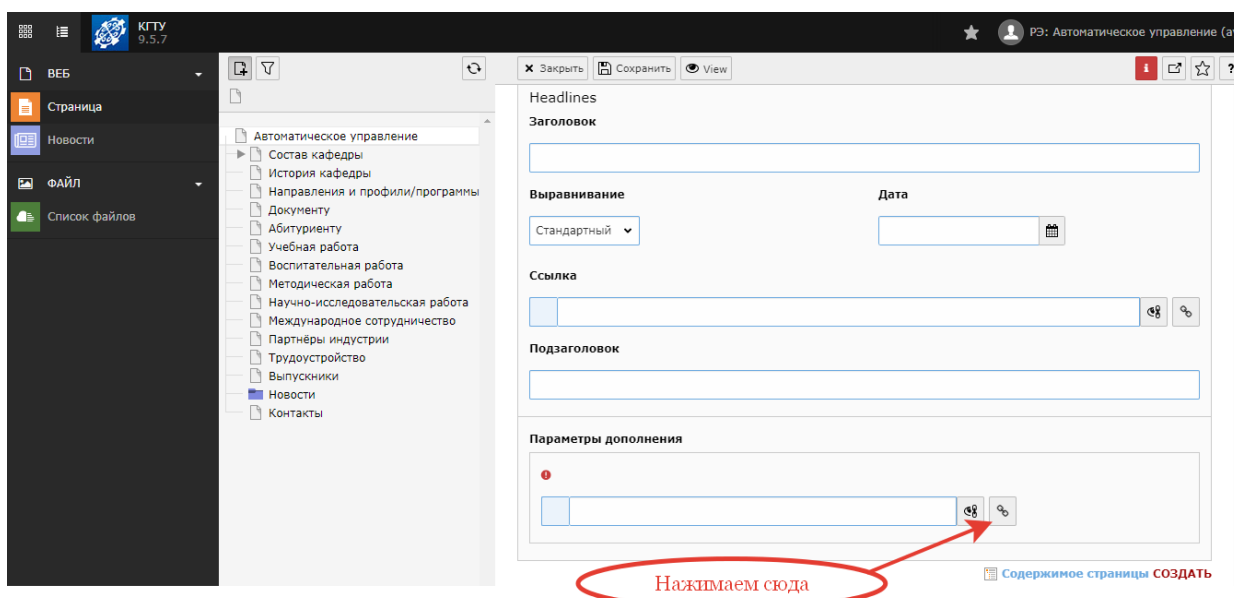 КГТУ
9.5.7
РЭ: Автоматическое управление (а
ВЕБ
Страница
Новости
ФАЙЛ
Список файлов
Автоматическое управление
Состав кафедры
История кафедры
Направления и профили/программы
Документу
Абитуриенту
Учебная работа
Воспитательная работа
Методическая работа
Научно-исследовательская работа
Международное сотрудничество
Партнёры индустрии
Трудоустройство
Выпускники
Новости
Контакты
Закрыть Сохранить View
Headlines
Заголовок
Выравнивание Дата
Стандартный
Ссылка
Подзаголовок
Параметры дополнения
Нажимаем сюда
Содержимое страницы СОЗДАТЬ